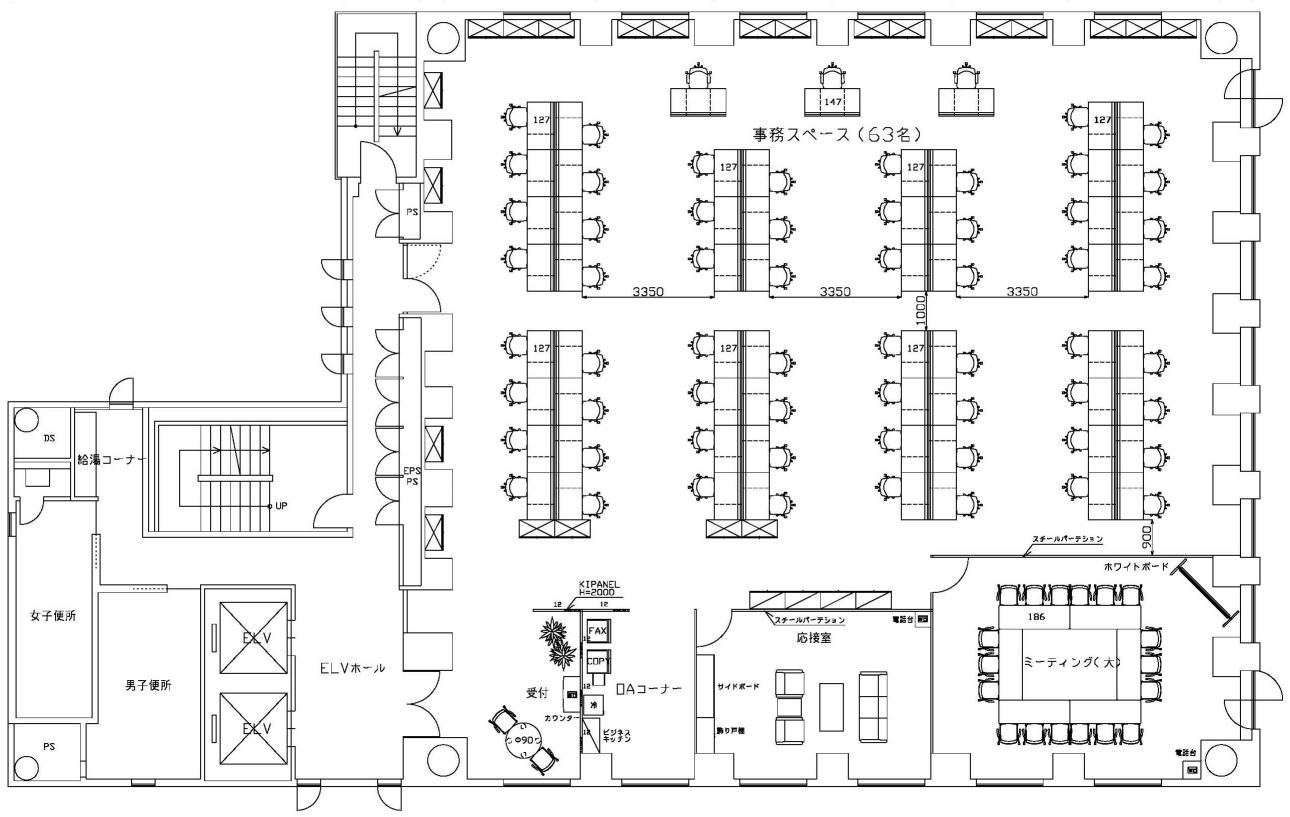 147
事務スペース(63名)
127
127
127
127
PS
3350
3350
3350
1000
127
127
127
DS
給湯コーナー
EPS
PS
UP
スチールパーテション
900
ホワイトボード
KIPANEL
H=2000
12
12
女子便所
ELV
FAX
スチールパーテション
電話台
186
応接室
12
COPY
ELVホール
ミーティング(大)
男子便所
12
受付
OAコーナー
サイドボード
冷
カウンター
ELV
12
ビジネス
キッチン
飾り戸棚
Φ90
PS
電話台